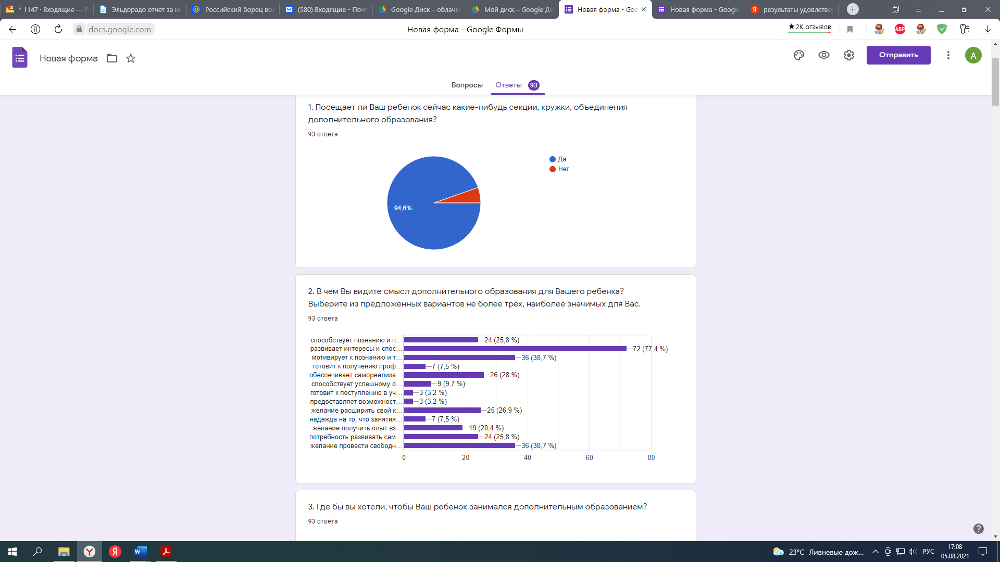 * 1147 · Входящие — Я
Эльдорадо отчет за ию
Российский борец вол
(580) Входящие - Почт
Google Диск – облачн
Мой диск – Google Ди
Новая форма - Goo
Новая форма - Google
результаты удовлетвор
docs.google.com
Новая форма - Google Формы
★ 2К отзывов
ABP
Новая форма
Отправить
A
Вопросы
Ответы 93
1. Посещает ли Ваш ребенок сейчас какие-нибудь секции, кружки, объединения
дополнительного образования?
93 ответа
Да
Нет
94,6%
2. В чем Вы видите смысл дополнительного образования для Вашего ребенка?
Выберите из предложенных вариантов не более трех, наиболее значимых для Вас.
93 ответа
способствует познанию и п... 24 (25,8 %)
развивает интересы и спос... 72 (77,4 %)
мотивирует к познанию и т... 36 (38,7 %)
готовит к получению проф... 7 (7,5 %)
обеспечивает самореализа... 26 (28 %)
способствует успешному о... 9 (9,7 %)
готовит к поступлению в уч... 3 (3,2 %)
предоставляет возможност... 3 (3,2 %)
желание расширить свой к... 25 (26,9 %)
надежда на то, что занятия... 7 (7,5 %)
желание получить опыт вз... 19 (20,4 %)
потребность развивать сам... 24 (25,8 %)
желание провести свободн... 36 (38,7 %)
0 20 40 60 80
3. Где бы вы хотели, чтобы Ваш ребенок занимался дополнительным образованием?
93 ответа
23°C Ливневые дож...
РУС
17:08
05.08.2021